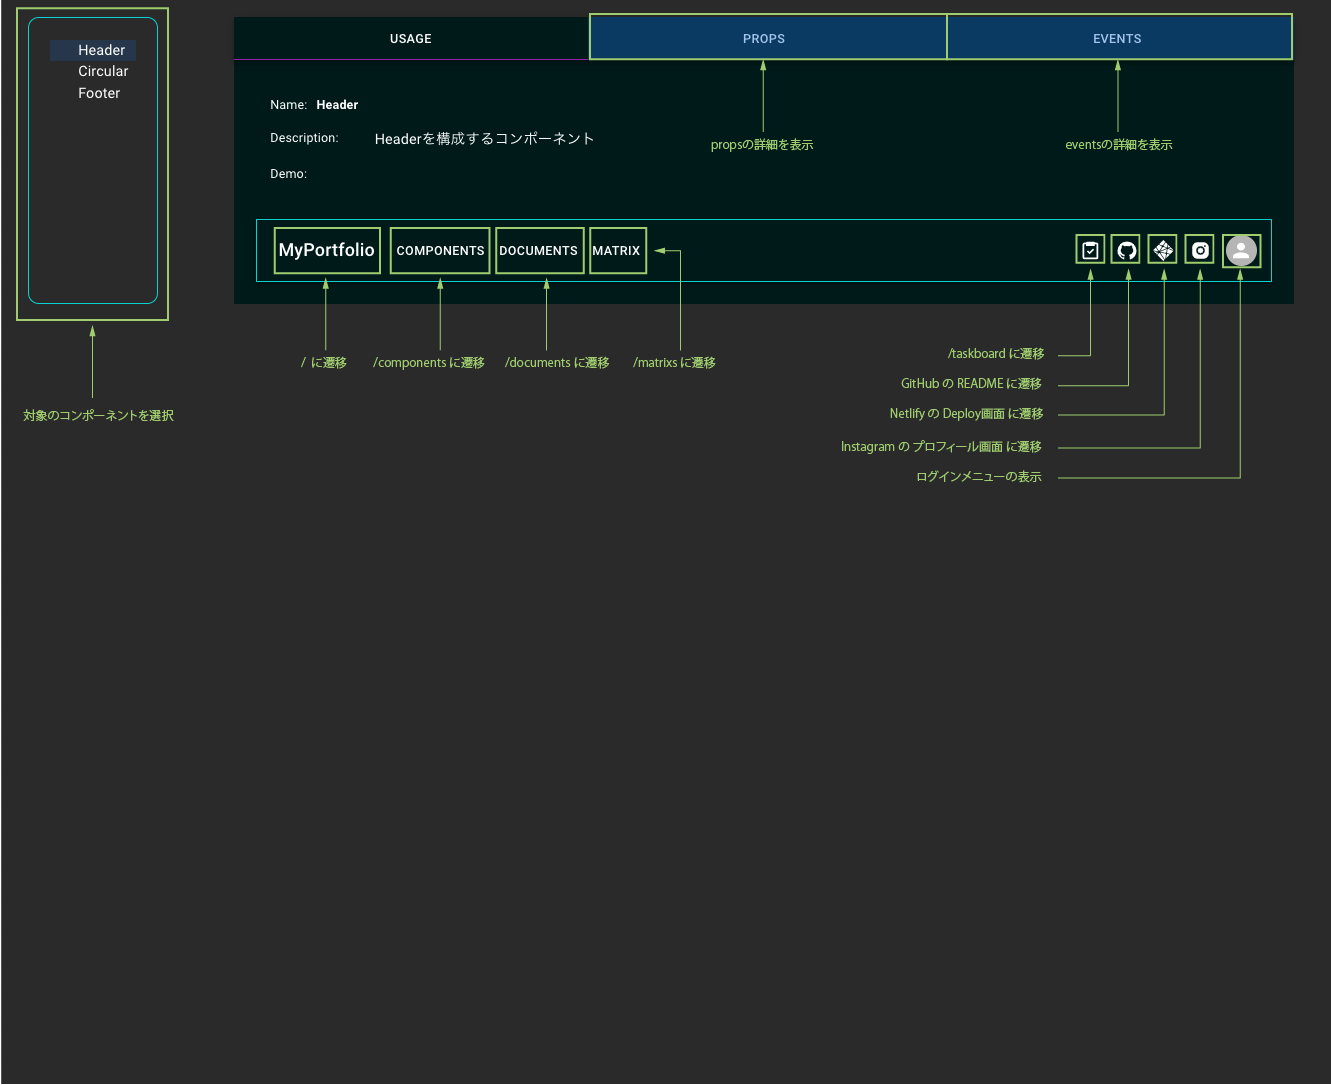 Header
Circular
Footer
対象のコンポーネントを選択
USAGE
PROPS
EVENTS
Name: Header
Description: Headerを構成するコンポーネント
Demo:
propsの詳細を表示
eventsの詳細を表示
MyPortfolio
COMPONENTS
DOCUMENTS
MATRIX
/ に遷移
/components に遷移
/documents に遷移
/matrixs に遷移
/taskboard に遷移
GitHub の README に遷移
Netlify の Deploy画面 に遷移
Instagram の プロフィール画面 に遷移
ログインメニューの表示